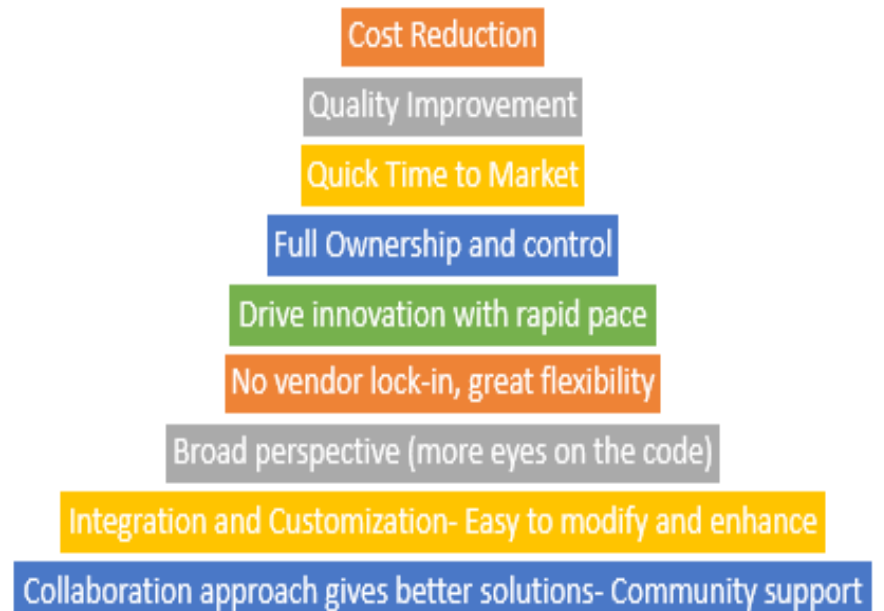 Cost Reduction
Quality Improvement
Quick Time to Market
Full Ownership and control
Drive innovation with rapid pace
No vendor lock-in, great flexibility
Broad perspective (more eyes on the code)
Integration and Customization- Easy to modify and enhance
Collaboration approach gives better solutions- Community support